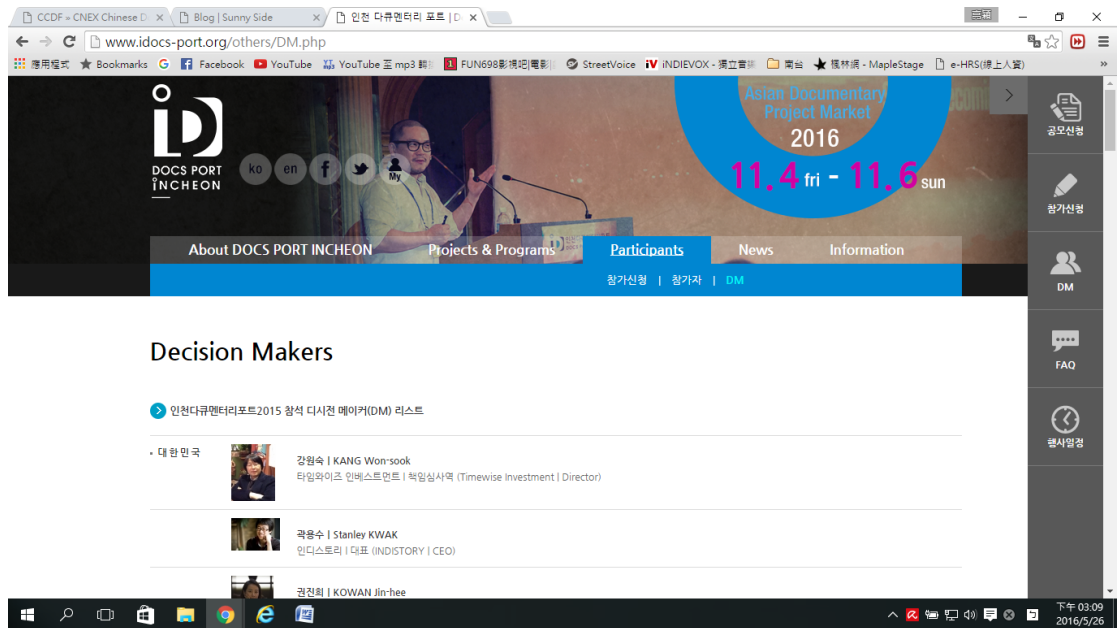 CCDF » CNEX Chinese D
Blog | Sunny Side
인천 다큐멘터리 포트 | D
www.idocs-port.org/others/DM.php
應用程式
Bookmarks
Facebook
YouTube
YouTube 至 mp3 轉
FUN698影視吧|電影|
StreetVoice
iNDIEVOX - 獨立音
南台
楓林網 - MapleStage
e-HRS(線上人資)
»
DOCS PORT
INCHEON
ko
en
My
Asian Documentary
Project Market
2016
11.4 fri - 11.6 sun
About DOCS PORT INCHEON
Projects & Programs
Participants
News
Information
참가신청 | 참가자 | DM
공모신청
참가신청
DM
FAQ
행사일정
Decision Makers
인천다큐멘터리포트2015 참석 디시전 메이커(DM) 리스트
대한민국
강원숙 | KANG Won-sook
타임와이즈 인베스트먼트 | 책임심사역 (Timewise Investment | Director)
곽용수 | Stanley KWAK
인디스토리 | 대표 (INDISTORY | CEO)
권진희 | KOWAN Jin-hee
下午 03:09
2016/5/26